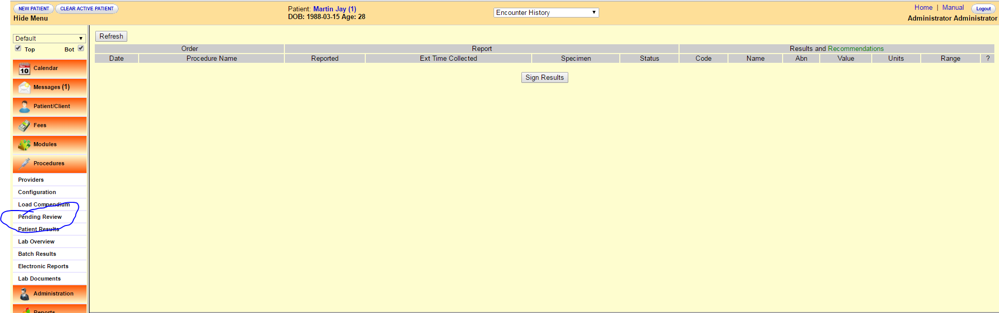 NEW PATIENT CLEAR ACTIVE PATIENT
Hide Menu
Patient: Martin Jay (1)
DOB: 1988-03-15 Age: 28
Encounter History
Home | Manual Logout
Administrator Administrator
Default
Top Bot
10
Calendar
Messages (1)
Patient/Client
Fees
Modules
Procedures
Providers
Configuration
Load Compendium
Pending Review
Patient Results
Lab Overview
Batch Results
Electronic Reports
Lab Documents
Administration
Reports
Refresh
Order Report Results and Recommendations
Date Procedure Name Reported Ext Time Collected Specimen Status Code Name Abn Value Units Range ?
Sign Results